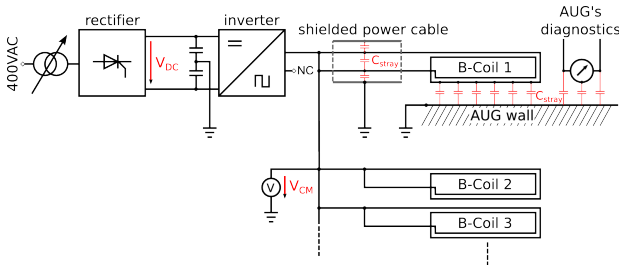 400VAC
rectifier
V_DC
inverter
NC
shielded power cable
C_stray
B-Coil 1
AUG's
diagnostics
C_stray
AUG wall
V
V_CM
B-Coil 2
B-Coil 3